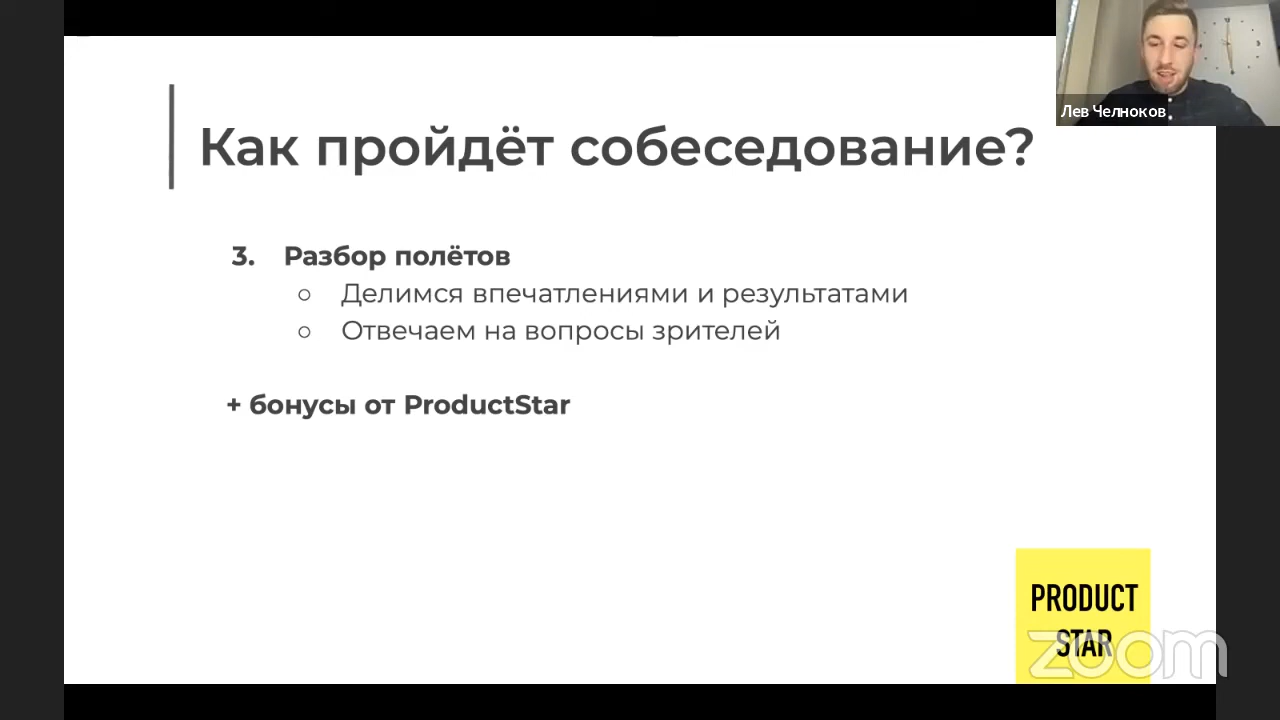 Лев Челноков
Как пройдёт собеседование?
3. Разбор полётов
○ Делимся впечатлениями и результатами
○ Отвечаем на вопросы зрителей
+ бонусы от ProductStar
PRODUCT
STAR
zoom